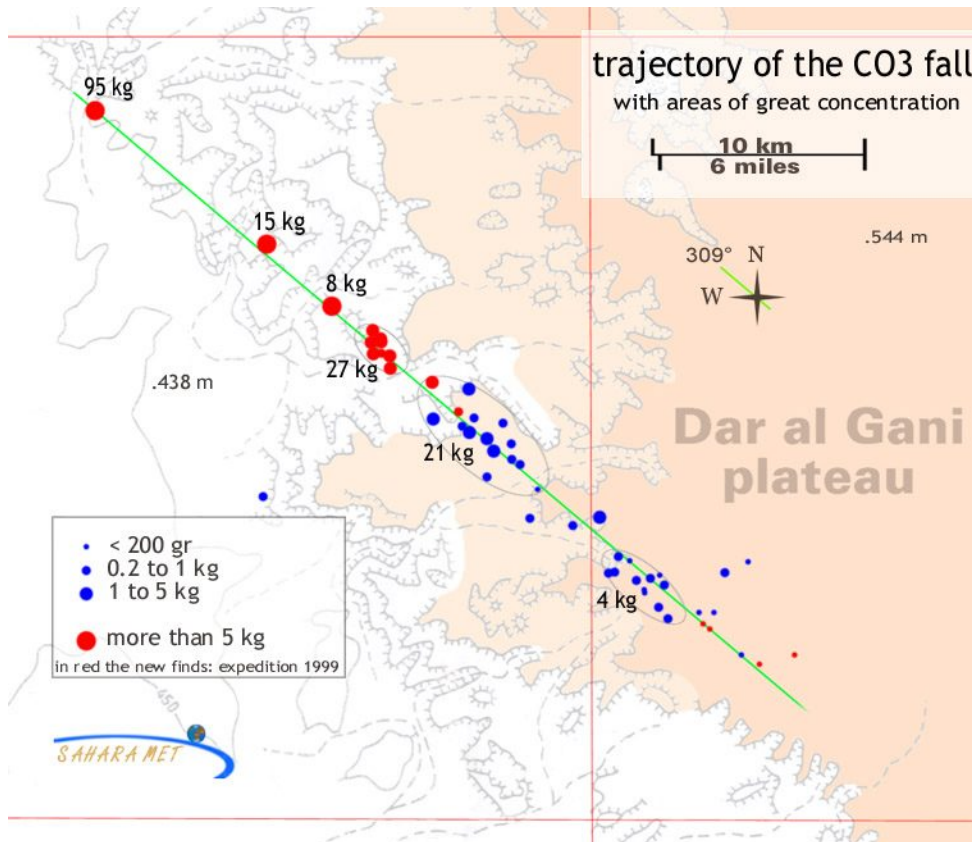 trajectory of the CO3 fall
with areas of great concentration
10 km
6 miles
95 kg
15 kg
.544 m
309° N
W
8 kg
27 kg
.438 m
Dar al Gani
plateau
21 kg
< 200 gr
0.2 to 1 kg
1 to 5 kg
4 kg
more than 5 kg
in red the new finds: expedition 1999
450
SAHARA MET